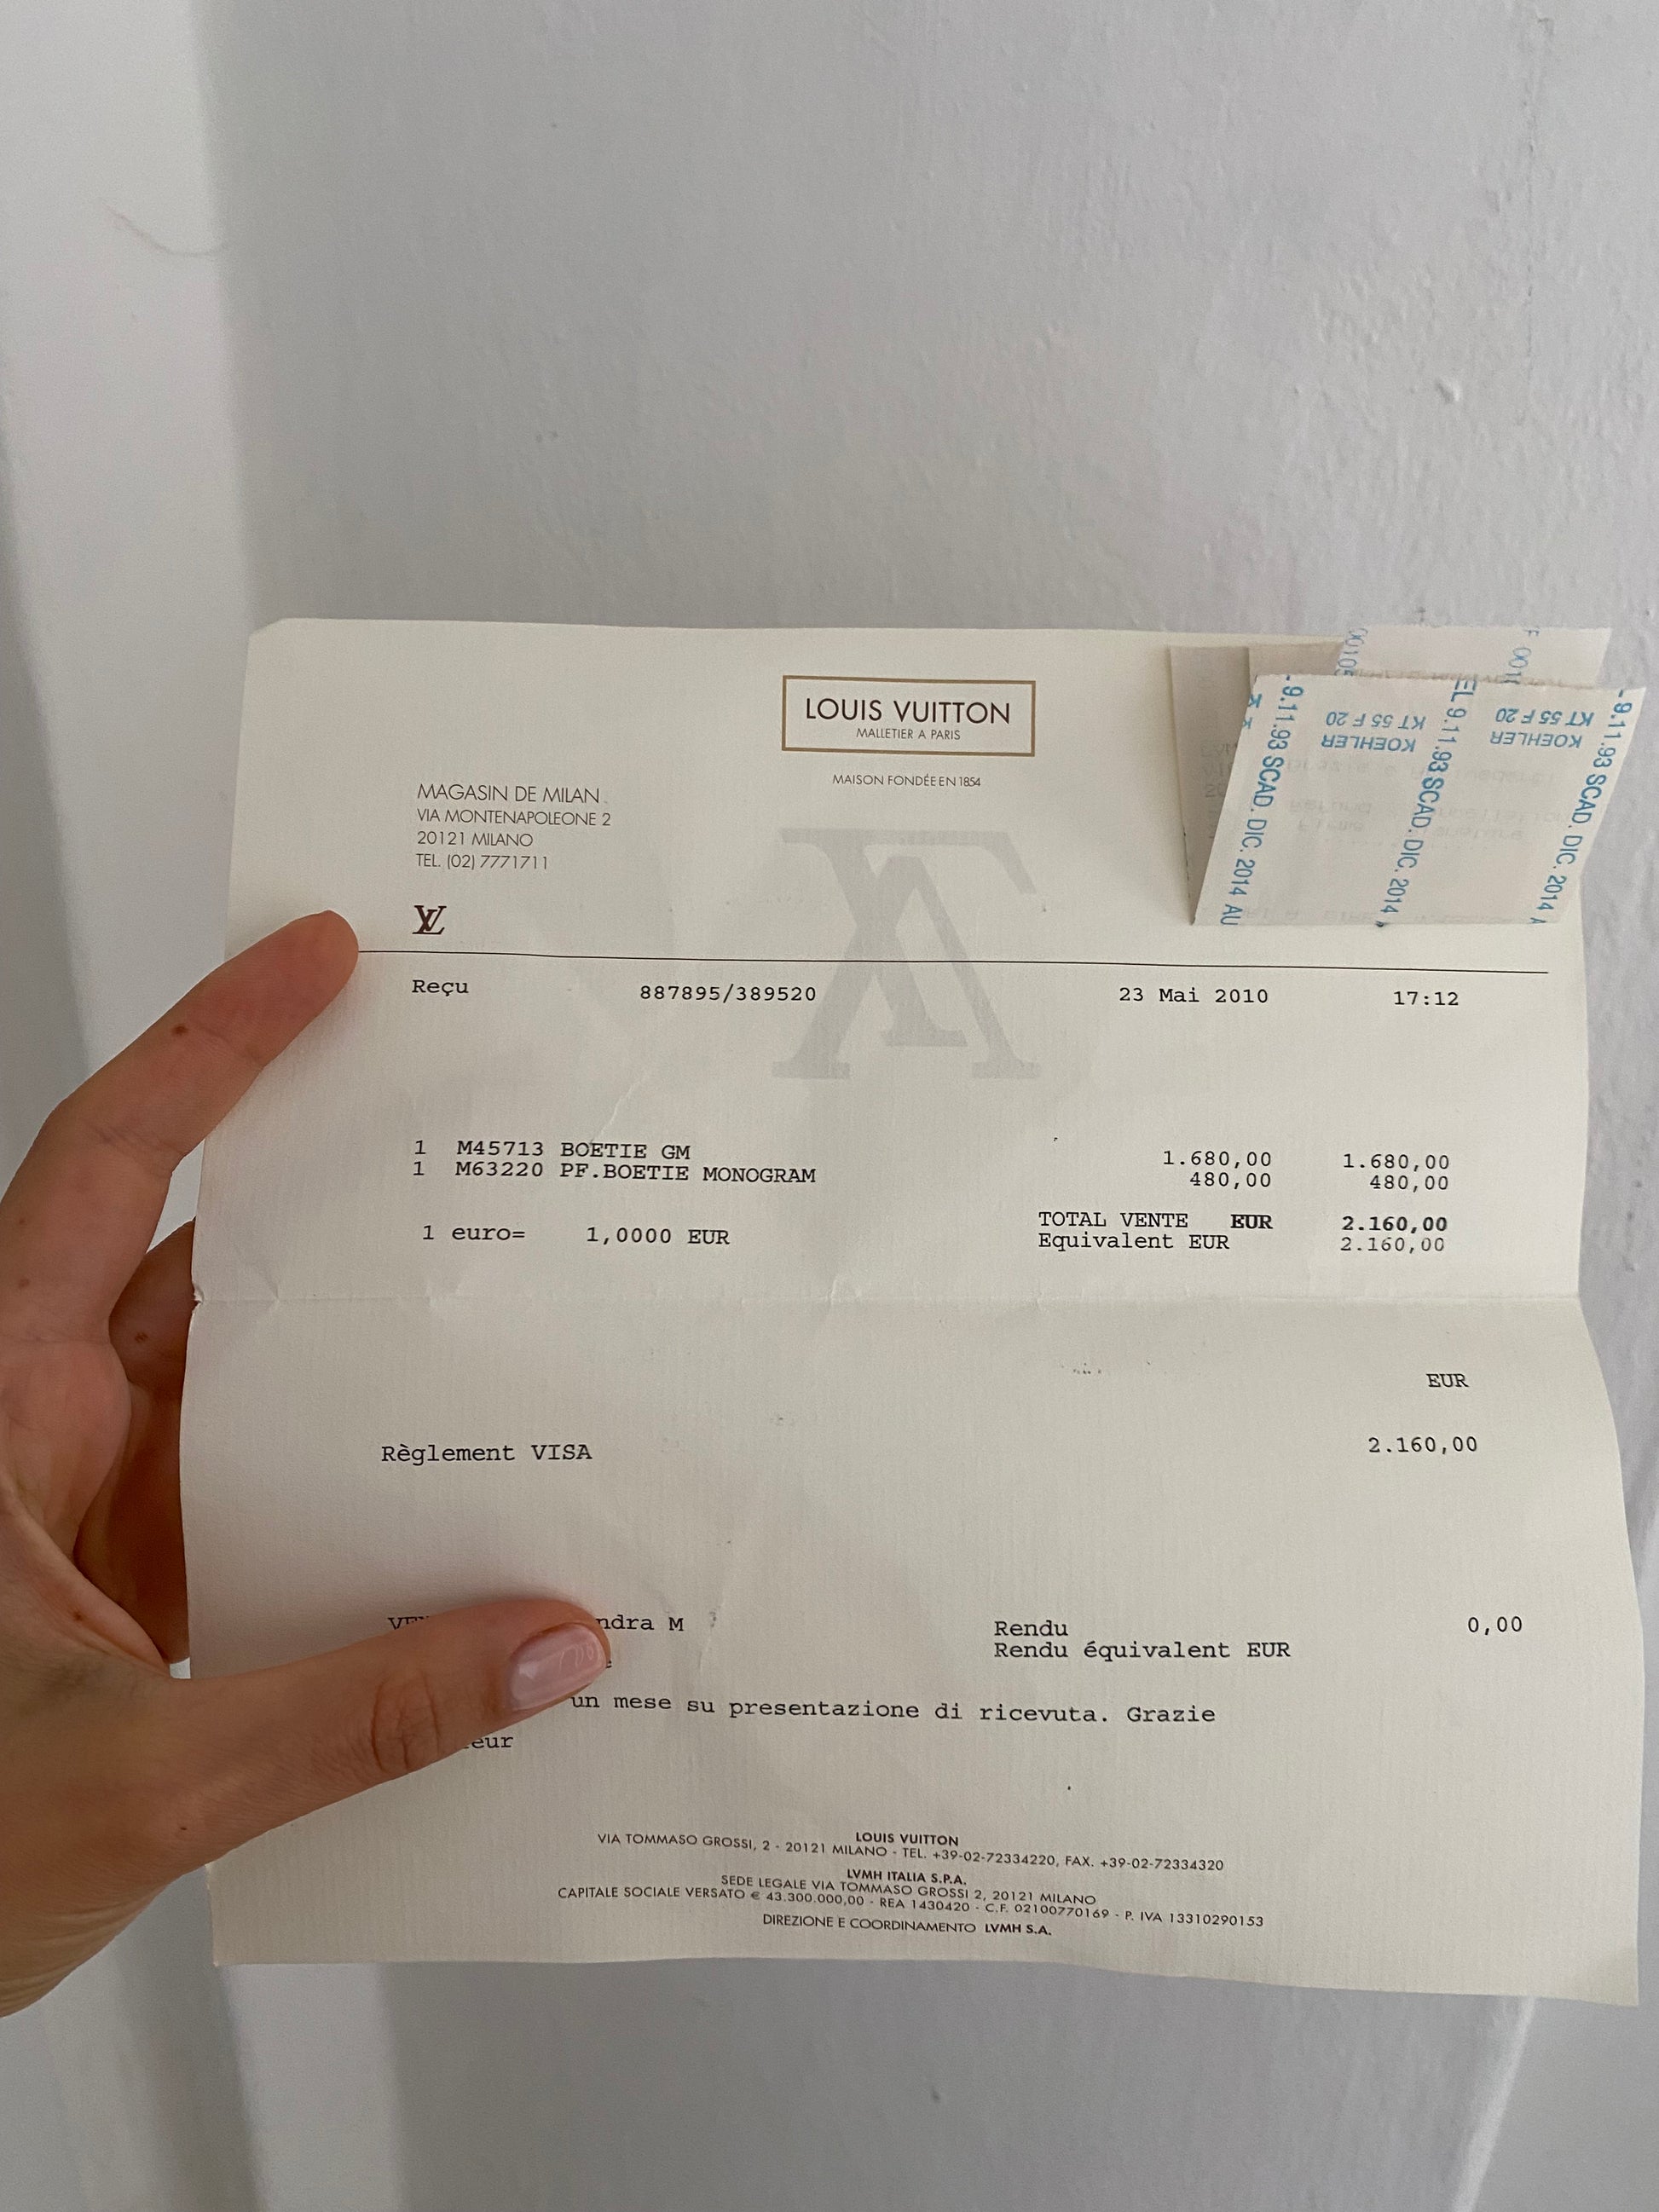 LOUIS VUITTON
MALLETIER A PARIS
MAISON FONDÉE EN 1854
MAGASIN DE MILAN
VIA MONTENAPOLEONE 2
20121 MILANO
TEL. (02) 7771711
LV
KOEHLER
KT 55 F 20
KOEHLER
KT 55 F 20
9.11.93 SCAD. DIC. 2014 AU
EL 9.11.93 SCAD. DIC. 2014
9.11.93 SCAD. DIC. 2014 A
Reçu 887895/389520 23 Mai 2010 17:12
1 M45713 BOETIE GM 1.680,00 1.680,00
1 M63220 PF.BOETIE MONOGRAM 480,00 480,00
TOTAL VENTE EUR 2.160,00
1 euro= 1,0000 EUR Equivalent EUR 2.160,00
EUR
Règlement VISA 2.160,00
ndra M Rendu 0,00
Rendu équivalent EUR
un mese su presentazione di ricevuta. Grazie
eur
LOUIS VUITTON
VIA TOMMASO GROSSI, 2 - 20121 MILANO - TEL. +39-02-72334220, FAX. +39-02-72334320
LVMH ITALIA S.P.A.
SEDE LEGALE VIA TOMMASO GROSSI 2, 20121 MILANO
CAPITALE SOCIALE VERSATO € 43.300.000,00 - REA 1430420 - C.F. 02100770169 - P. IVA 13310290153
DIREZIONE E COORDINAMENTO LVMH S.A.